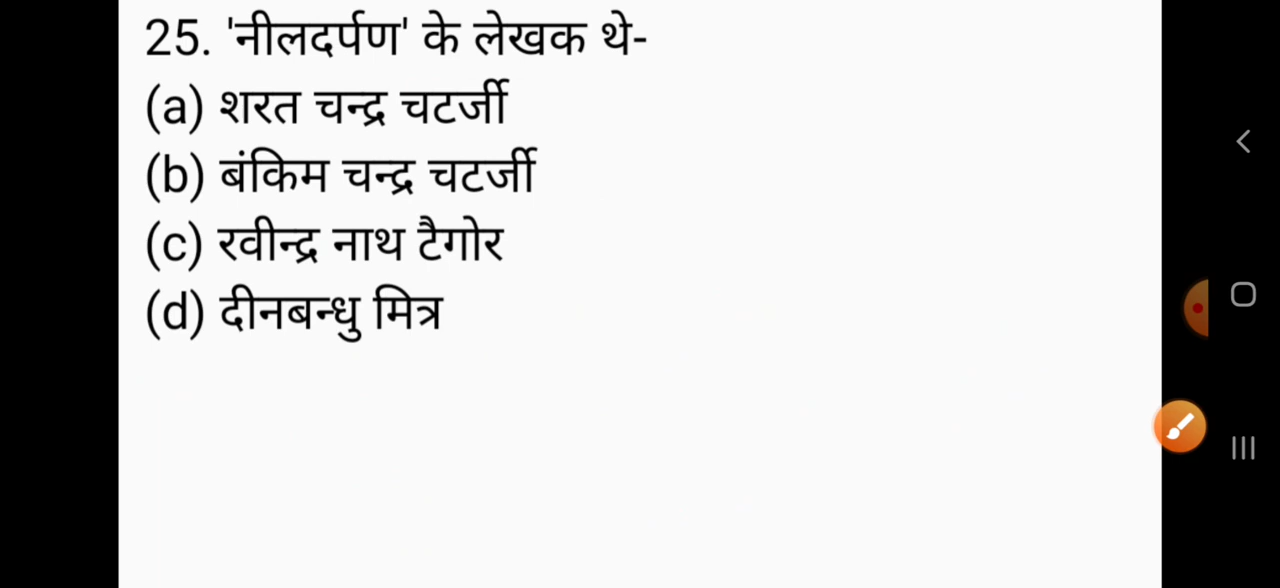 25. 'नीलदर्पण' के लेखक थे-
(a) शरत चन्द्र चटर्जी
(b) बंकिम चन्द्र चटर्जी
(c) रवीन्द्र नाथ टैगोर
(d) दीनबन्धु मित्र